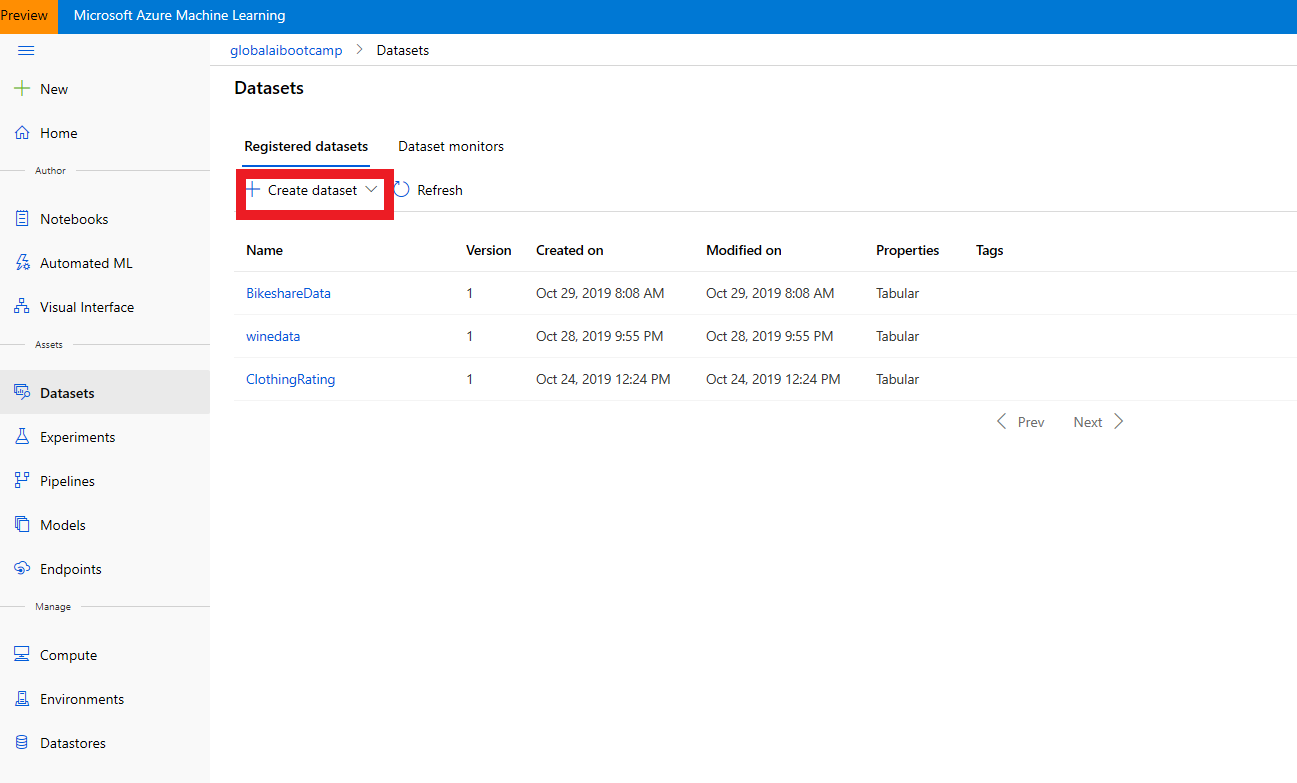 Preview Microsoft Azure Machine Learning
globalaibootcamp > Datasets
New
Home
Author
Notebooks
Automated ML
Visual Interface
Assets
Datasets
Experiments
Pipelines
Models
Endpoints
Manage
Compute
Environments
Datastores
Datasets
Registered datasets Dataset monitors
+ Create dataset Refresh
Name Version Created on Modified on Properties Tags
BikeshareData 1 Oct 29, 2019 8:08 AM Oct 29, 2019 8:08 AM Tabular
winedata 1 Oct 28, 2019 9:55 PM Oct 28, 2019 9:55 PM Tabular
ClothingRating 1 Oct 24, 2019 12:24 PM Oct 24, 2019 12:24 PM Tabular
Prev Next